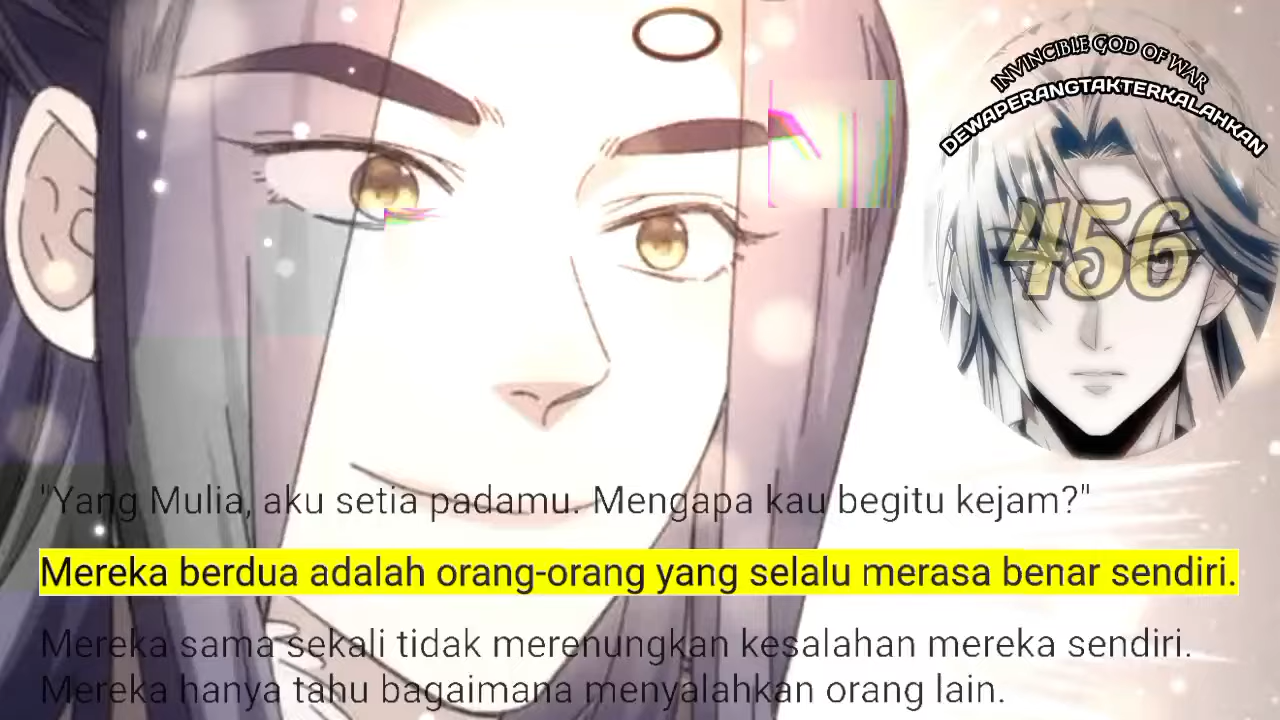 INVINCIBLE GOD OF WAR
DEWAPERANGTAKTERKALAHKAN
456
"Yang Mulia, aku setia padamu. Mengapa kau begitu kejam?"
Mereka berdua adalah orang-orang yang selalu merasa benar sendiri.
Mereka sama sekali tidak merenungkan kesalahan mereka sendiri.
Mereka hanya tahu bagaimana menyalahkan orang lain.